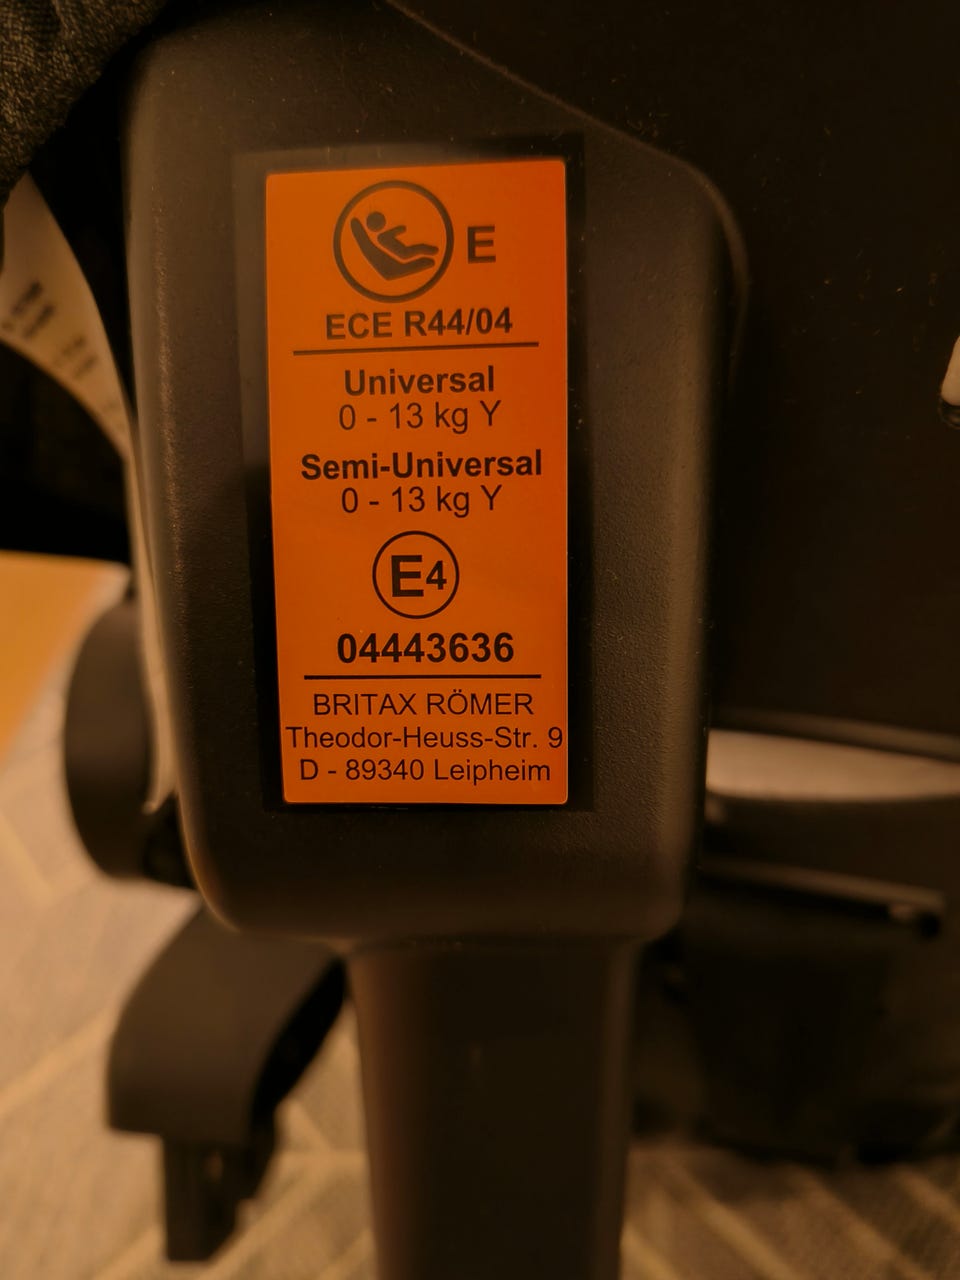 E
ECE R44/04
Universal
0 - 13 kg Y
Semi-Universal
0 - 13 kg Y
E4
04443636
BRITAX RÖMER
Theodor-Heuss-Str. 9
D - 89340 Leipheim